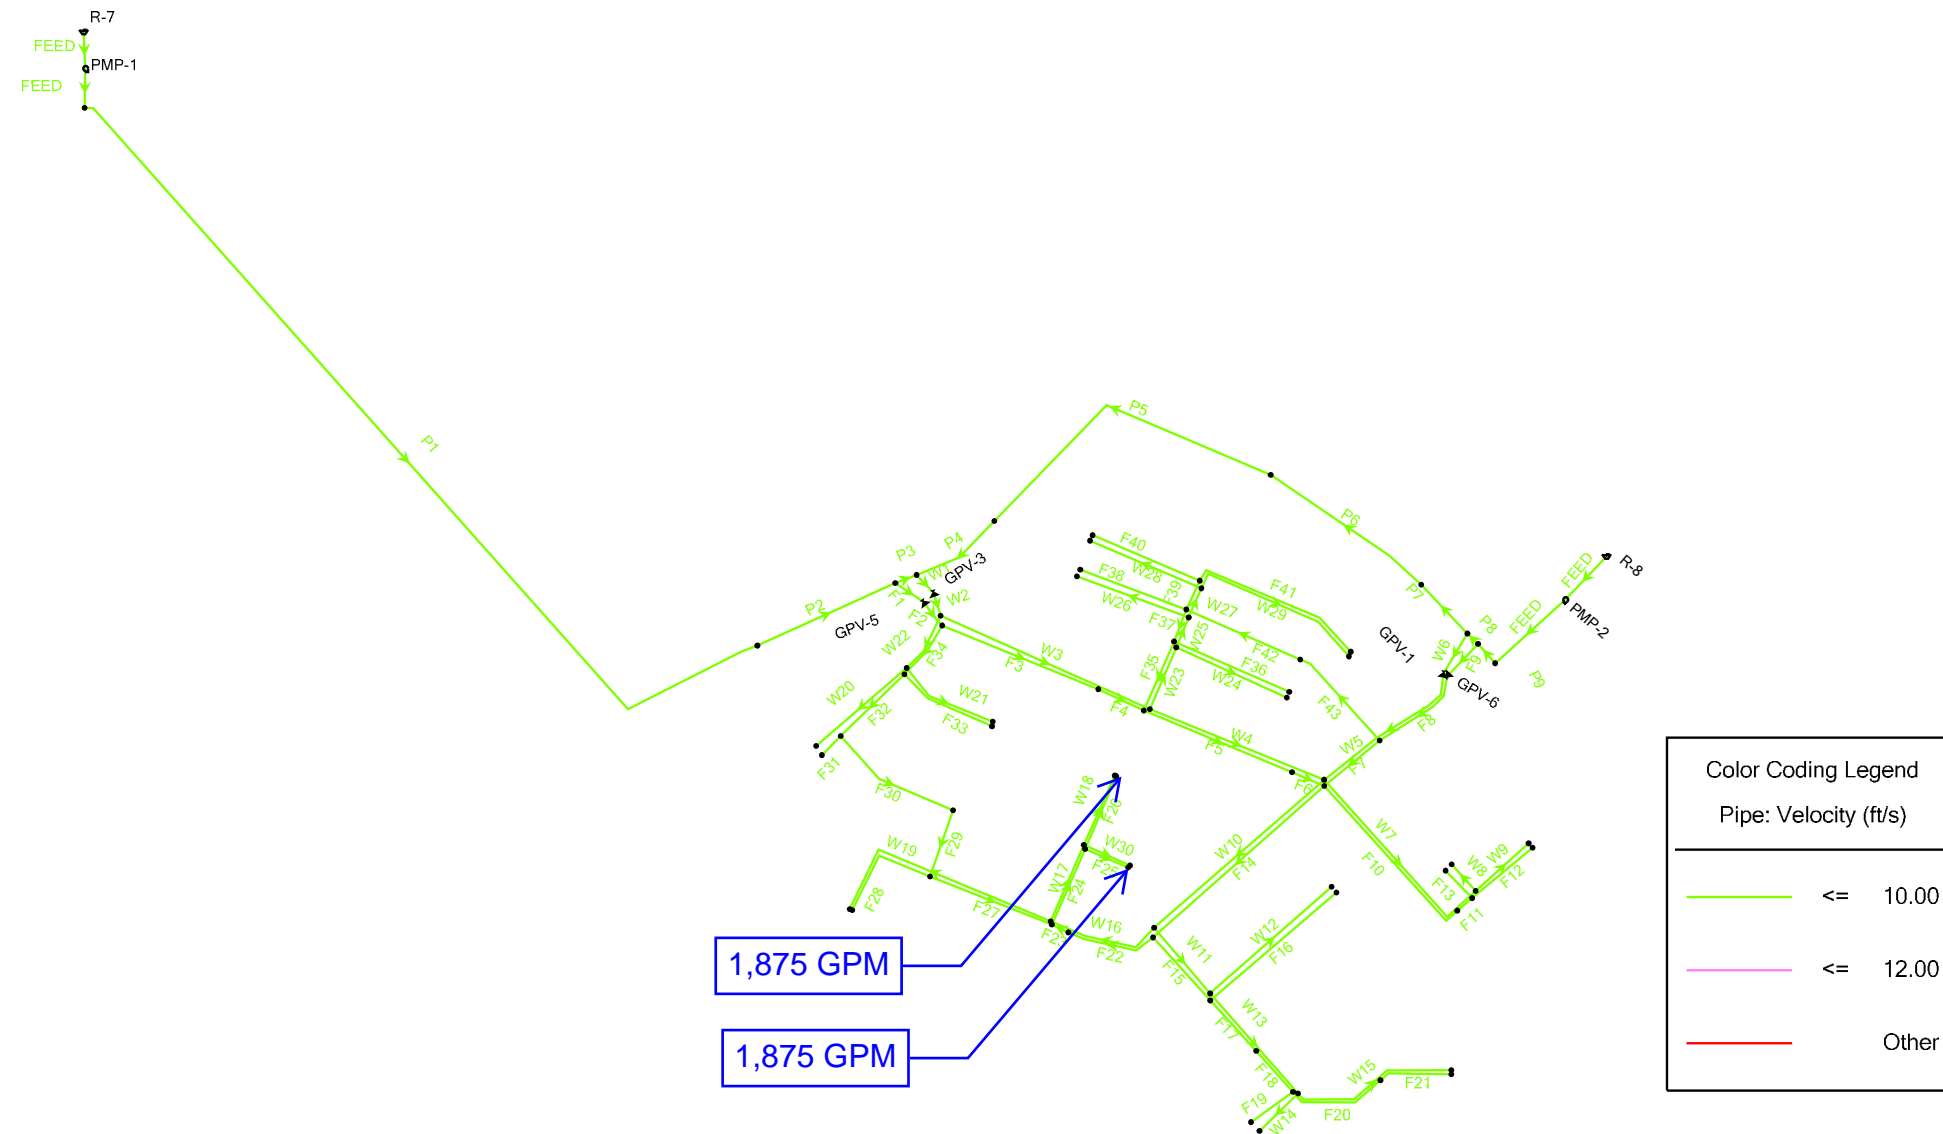 R-7
FEED
PMP-1
FEED
P1
P5
P6
P4
P3
W1
GPV-3
F1
W2
F2
P2
GPV-5
W22
F34
F40
W28
F38
W26
F39
F41
W29
W27
F37
W25
F42
F36
W24
F35
W23
P7
P8
FEED
R-8
FEED
PMP-2
P9
GPV-1
W6
F9
GPV-6
F8
F43
W3
F3
F4
W4
F5
W5
F7
F6
W20
F32
W21
F33
F31
F30
F29
W19
F28
F27
W18
F26
W30
F25
W17
F24
F23
W16
F22
W10
F14
W7
F10
W8
W9
F13
F12
F11
W12
F16
W11
F15
W13
F17
F18
F19
W14
F20
W15
F21
1,875 GPM
1,875 GPM
Color Coding Legend
Pipe: Velocity (ft/s)
<= 10.00
<= 12.00
Other